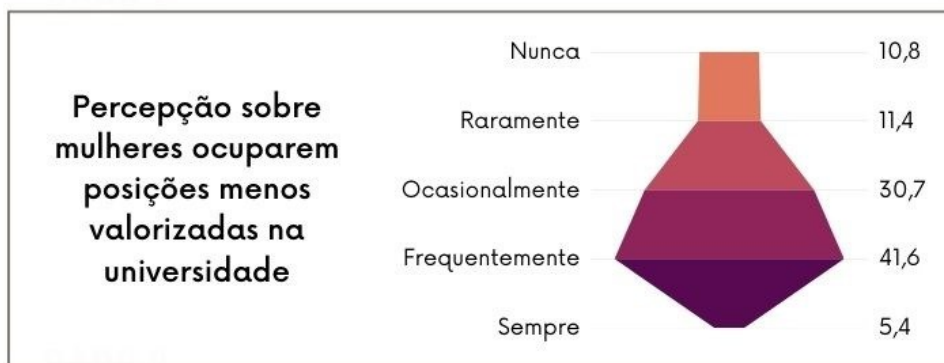 Percepção sobre
mulheres ocuparem
posições menos
valorizadas na
universidade
Nunca 10,8
Raramente 11,4
Ocasionalmente 30,7
Frequentemente 41,6
Sempre 5,4